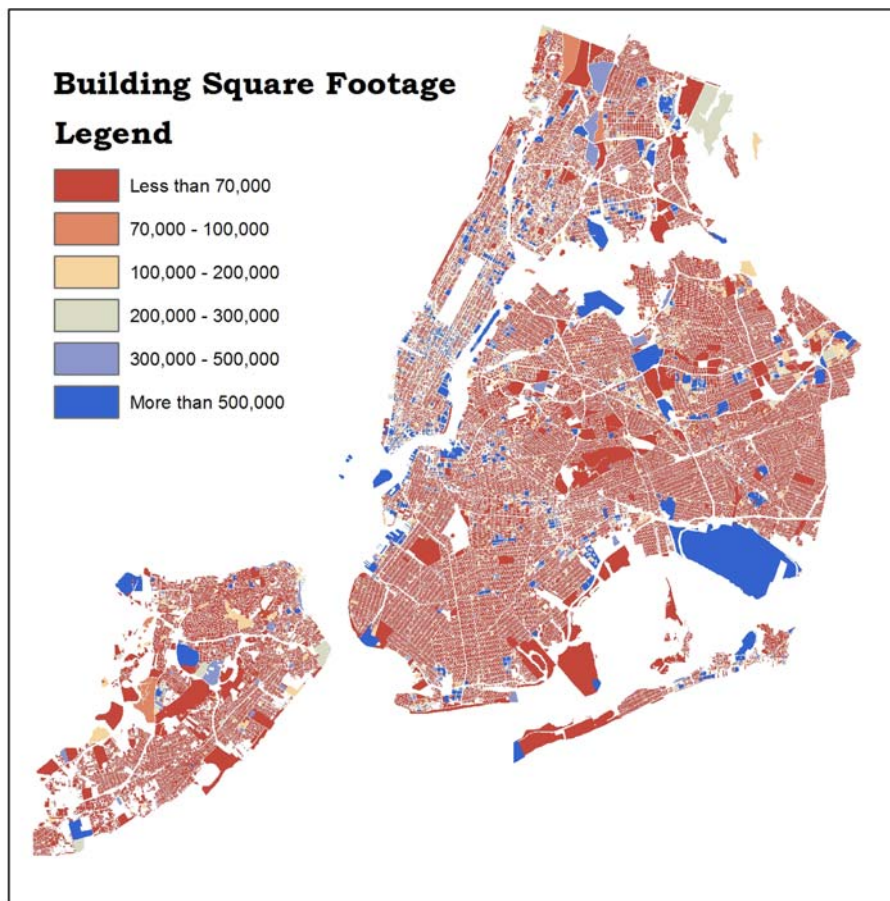 Building Square Footage
Legend
Less than 70,000
70,000 - 100,000
100,000 - 200,000
200,000 - 300,000
300,000 - 500,000
More than 500,000